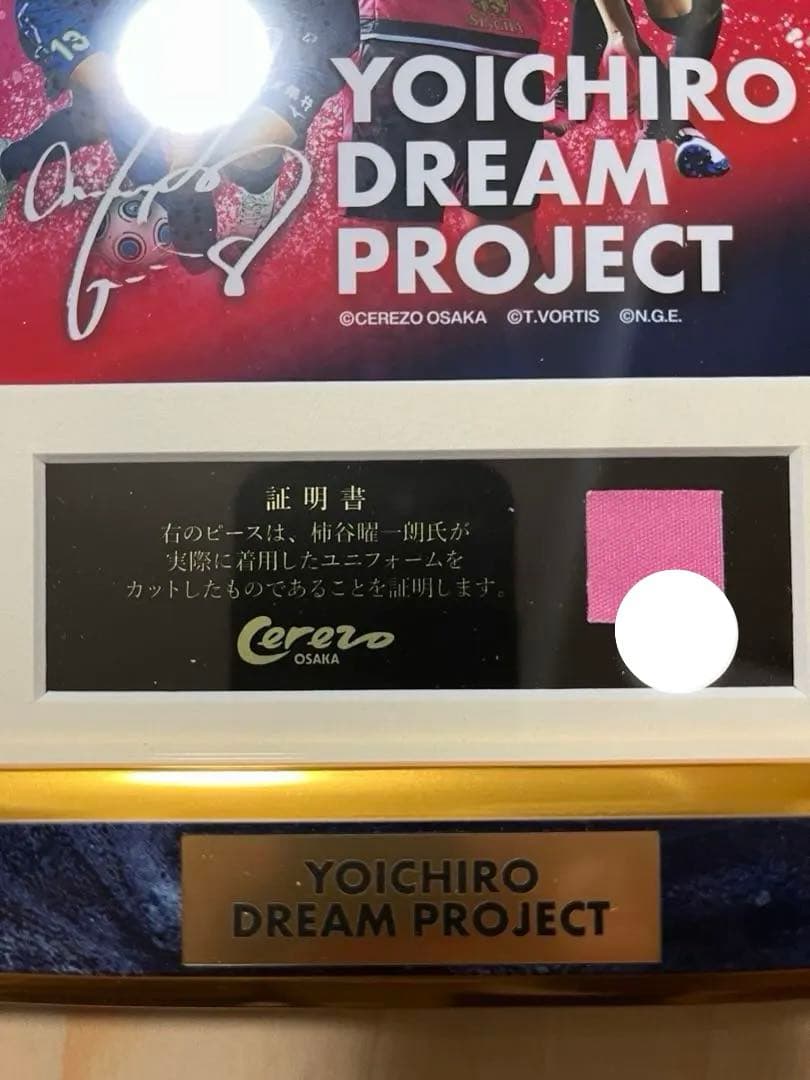 13
YOICHIRO
DREAM
PROJECT
©CEREZO OSAKA ©T.VORTIS ©N.G.E.
証明書
右のピースは、柿谷曜一朗氏が
実際に着用したユニフォームを
カットしたものであることを証明します。
Cerezo
OSAKA
YOICHIRO
DREAM PROJECT